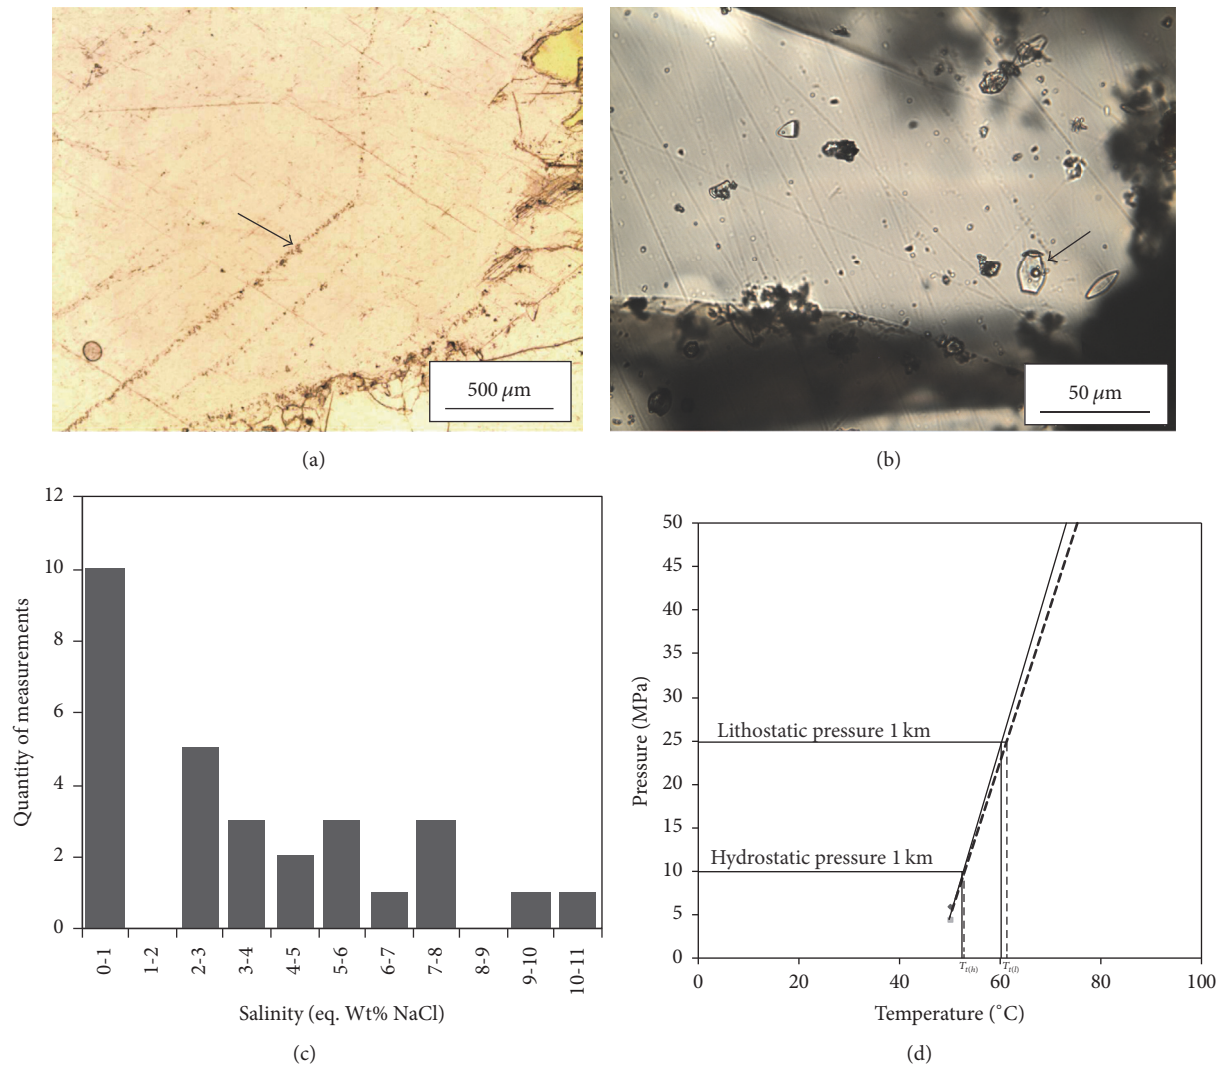 500 μm
50 μm
(a)
(b)
12
10
8
6
4
2
0
Quantity of measurements
0-1
1-2
2-3
3-4
4-5
5-6
6-7
7-8
8-9
9-10
10-11
Salinity (eq. Wt% NaCl)
(c)
50
45
40
35
30
25
20
15
10
5
0
Pressure (MPa)
Lithostatic pressure 1 km
Hydrostatic pressure 1 km
0
20
40
60
80
100
Tt(h)
Tt(l)
Temperature (°C)
(d)